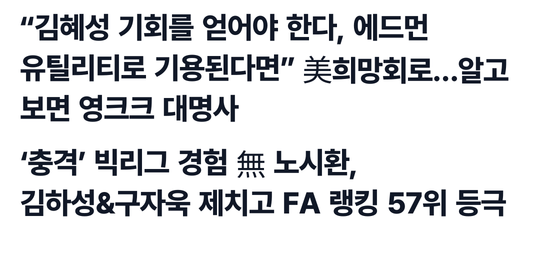 “김혜성 기회를 얻어야 한다, 에드먼
유틸리티로 기용된다면” 美희망회로…알고
보면 영크크 대명사
‘충격’ 빅리그 경험 無 노시환,
김하성&구자욱 제치고 FA 랭킹 57위 등극